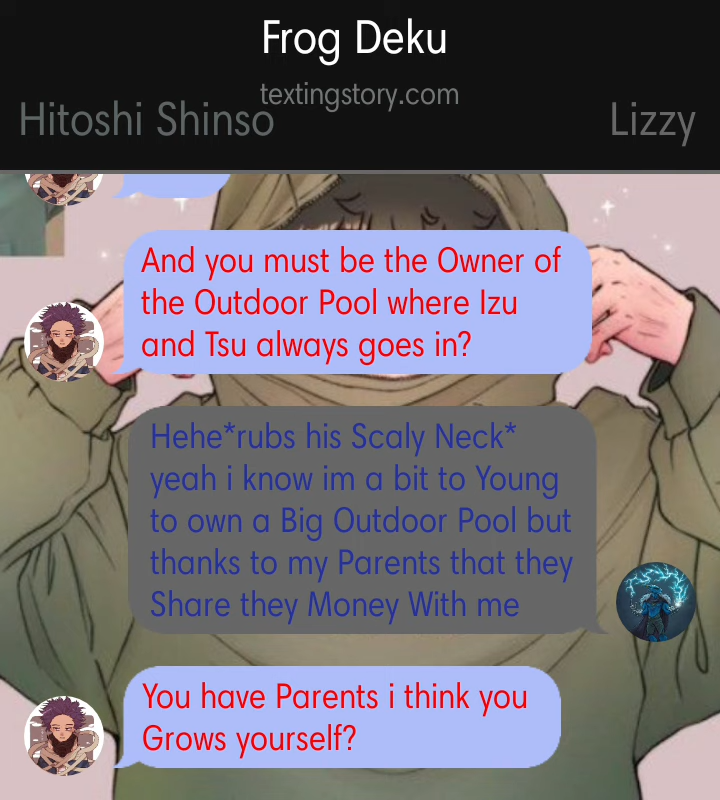 Frog Deku
textingstory.com
Hitoshi Shinso
Lizzy
And you must be the Owner of
the Outdoor Pool where Izu
and Tsu always goes in?
Hehe*rubs his Scaly Neck*
yeah i know im a bit to Young
to own a Big Outdoor Pool but
thanks to my Parents that they
Share they Money With me
You have Parents i think you
Grows yourself?